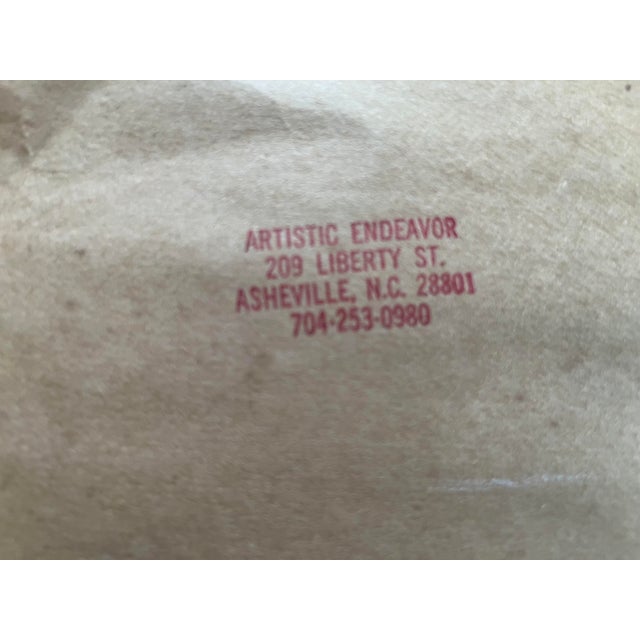 ARTISTIC ENDEAVOR
209 LIBERTY ST.
ASHEVILLE, N.C. 28801
704-253-0980